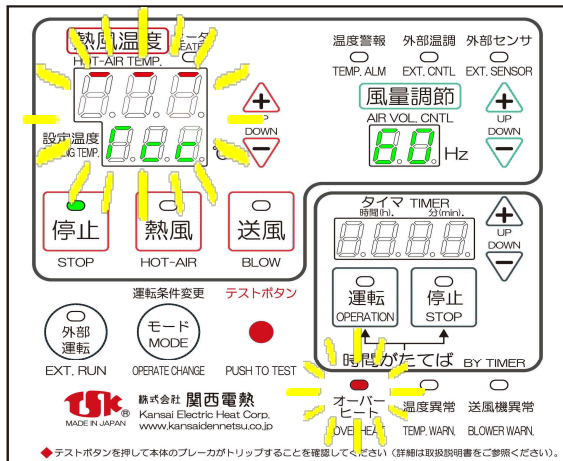 熱風温度
HOT-AIR TEMP.
設定温度
℃
UP
DOWN
停止
STOP
熱風
HOT-AIR
送風
BLOW
温度警報
TEMP. ALM
外部温調
EXT. CNTL
外部センサ
EXT. SENSOR
風量調節
AIR VOL. CNTL
60 Hz
UP
DOWN
タイマ TIMER
時間(h). 分(min).
8.8.8.8
UP
DOWN
運転
OPERATION
停止
STOP
時間がたてば BY TIMER
外部
運転
EXT. RUN
運転条件変更
モード
MODE
OPERATE CHANGE
テストボタン
PUSH TO TEST
オーバー
ヒート
OVERHEAT
温度異常
TEMP. WARN.
送風機異常
BLOWER WARN.
TSK®
MADE IN JAPAN
株式会社 関西電熱
Kansai Electric Heat Corp.
www.kansaidennetsu.co.jp
◆テストボタンを押して本体のブレーカがトリップすることを確認してください(詳細は取扱説明書をご参照ください)。